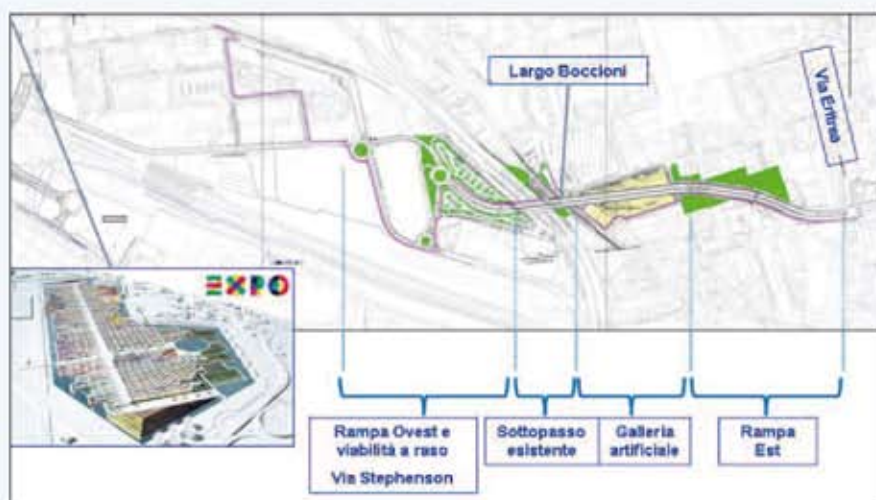 Largo Boccioni
Via Eritrea
EXPO
Rampa Ovest e
viabilità a raso
Via Stephenson
Sottopasso
esistente
Galleria
artificiale
Rampa
Est